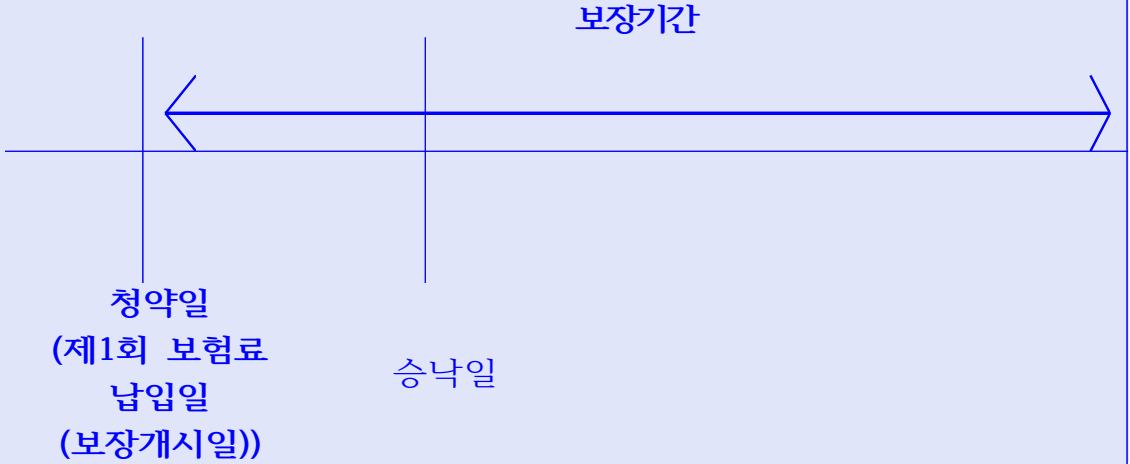 보장기간
청약일
(제1회 보험료
납입일
(보장개시일))
승낙일